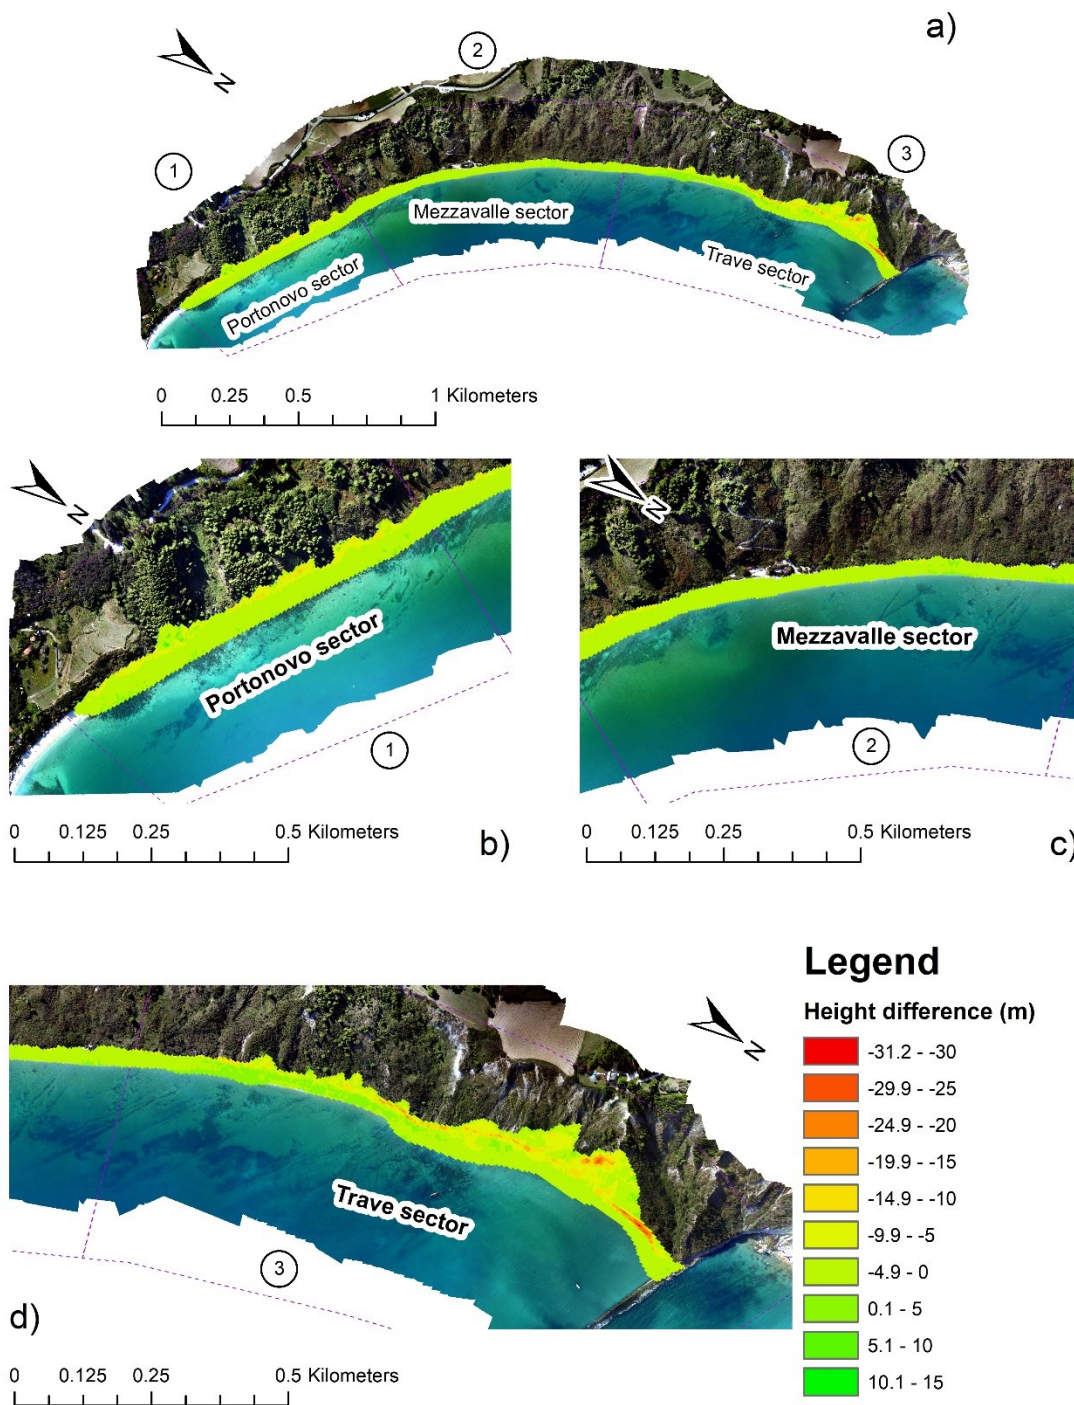 a)
N
1
2
3
Mezzavalle sector
Portonovo sector
Trave sector
0 0.25 0.5 1 Kilometers
N
Portonovo sector
1
0 0.125 0.25 0.5 Kilometers
b)
N
Mezzavalle sector
2
0 0.125 0.25 0.5 Kilometers
c)
N
Trave sector
3
d)
0 0.125 0.25 0.5 Kilometers
Legend
Height difference (m)
-31.2 - -30
-29.9 - -25
-24.9 - -20
-19.9 - -15
-14.9 - -10
-9.9 - -5
-4.9 - 0
0.1 - 5
5.1 - 10
10.1 - 15